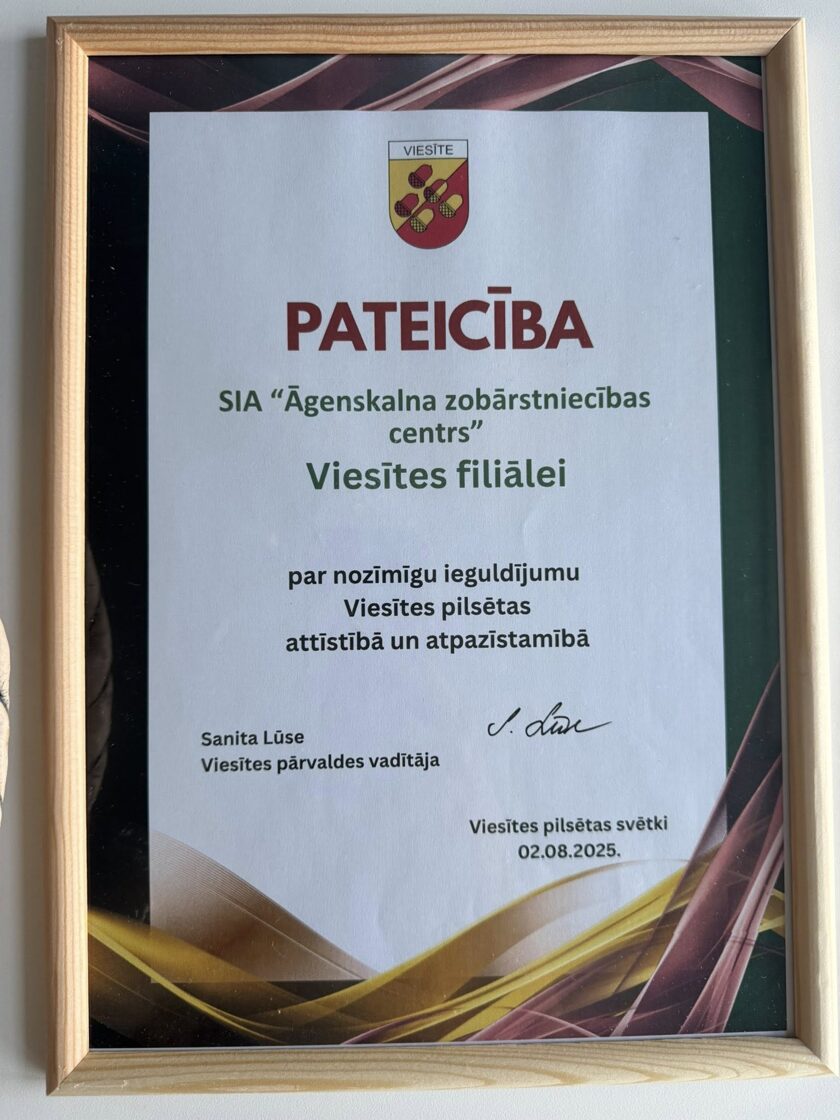 VIESĪTE
PATEICĪBA
SIA “Āgenskalna zobārstniecības
centrs”
Viesītes filiālei
par nozīmīgu ieguldījumu
Viesītes pilsētas
attīstībā un atpazīstamībā
S. Lūse
Sanita Lūse
Viesītes pārvaldes vadītāja
Viesītes pilsētas svētki
02.08.2025.